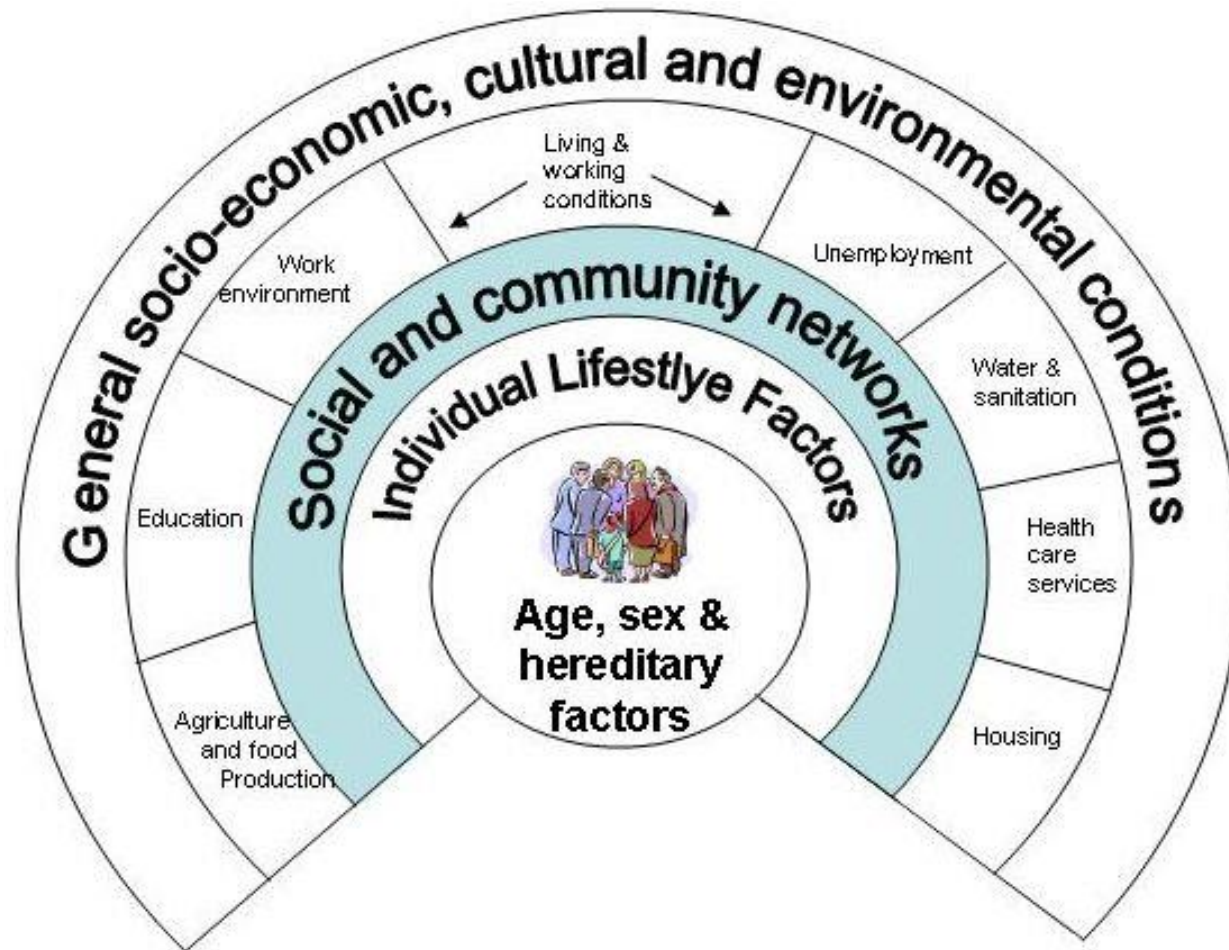 General socio-economic, cultural and environmental conditions
Living &
working
conditions
Work
environment
Unemployment
Social and community networks
Water &
sanitation
Individual Lifestlye Factors
Education
Health
care
services
Age, sex &
hereditary
factors
Agriculture
and food
Production
Housing